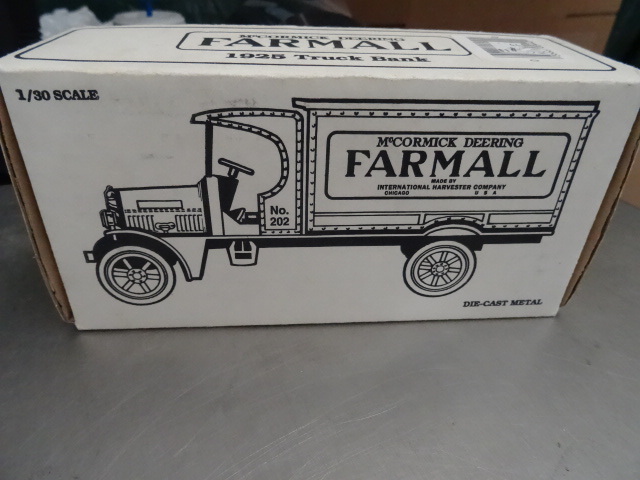 McCORMICK DEERING
FARMALL
1925 Truck Bank
1/30 SCALE
McCORMICK DEERING
FARMALL
MADE BY
INTERNATIONAL HARVESTER COMPANY
CHICAGO U S A
No.
202
DIE-CAST METAL